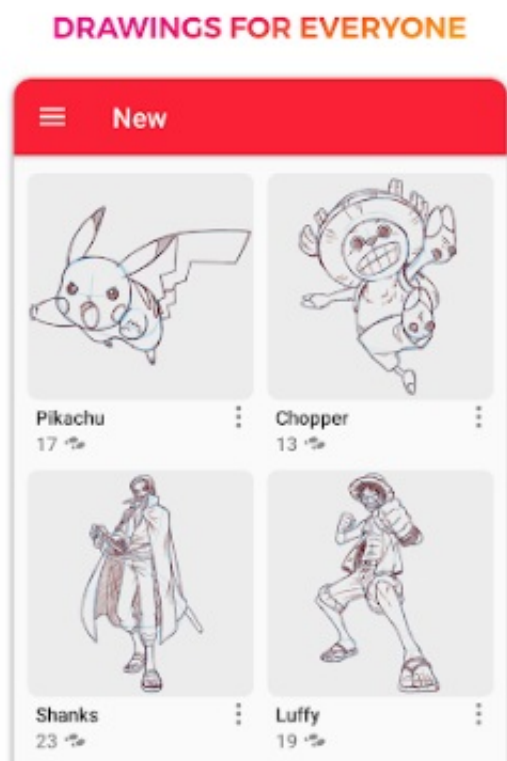 DRAWINGS FOR EVERYONE
New
Pikachu
17
Chopper
13
Shanks
23
Luffy
19